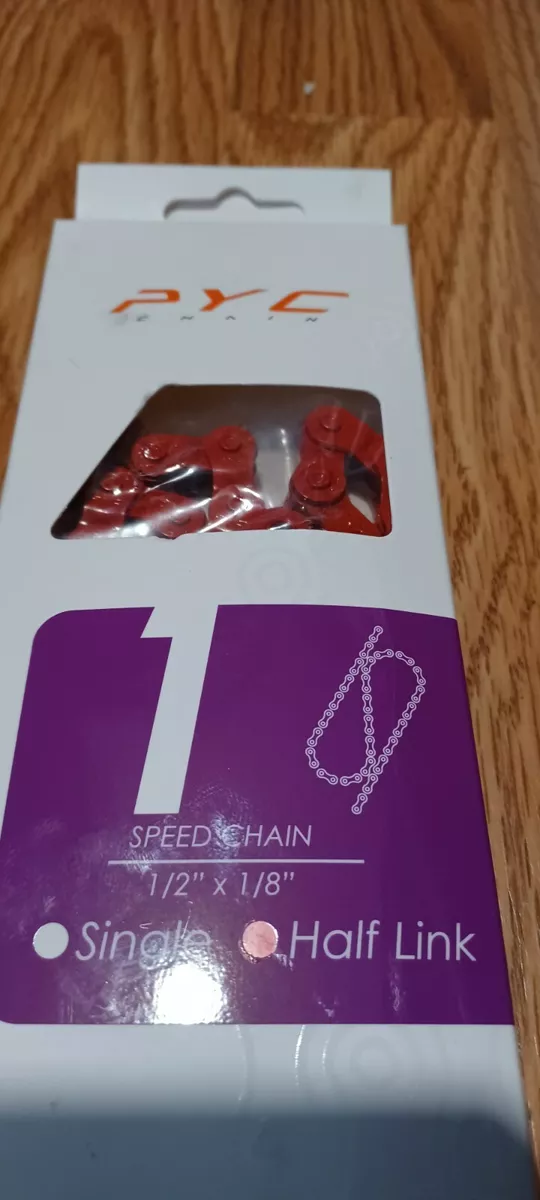 PYC
CHAIN
1
SPEED CHAIN
1/2" x 1/8"
Single Half Link